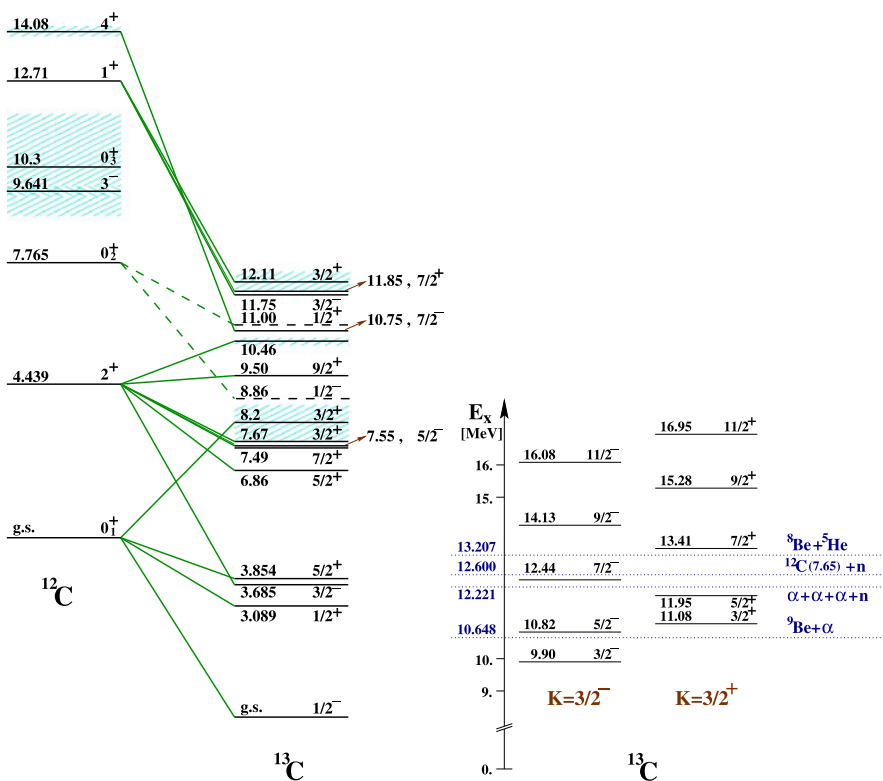 14.08 4+
12.71 1+
10.3 0+3
9.641 3−
7.765 0+2
4.439 2+
g.s. 0+1
12C
12.11 3/2+
11.85 , 7/2+
11.75 3/2−
11.00 1/2+
10.75 , 7/2−
10.46
9.50 9/2+
8.86 1/2−
8.2 3/2+
7.67 3/2+
7.55 , 5/2−
7.49 7/2+
6.86 5/2+
3.854 5/2+
3.685 3/2−
3.089 1/2+
g.s. 1/2−
13C
Ex
[MeV]
16.
15.
10.
9.
0.
13.207
12.600
12.221
10.648
16.08 11/2−
14.13 9/2−
12.44 7/2−
10.82 5/2−
9.90 3/2−
K=3/2−
16.95 11/2+
15.28 9/2+
13.41 7/2+
11.95 5/2+
11.08 3/2+
K=3/2+
8Be+5He
12C(7.65) +n
α+α+α+n
9Be+α
13C